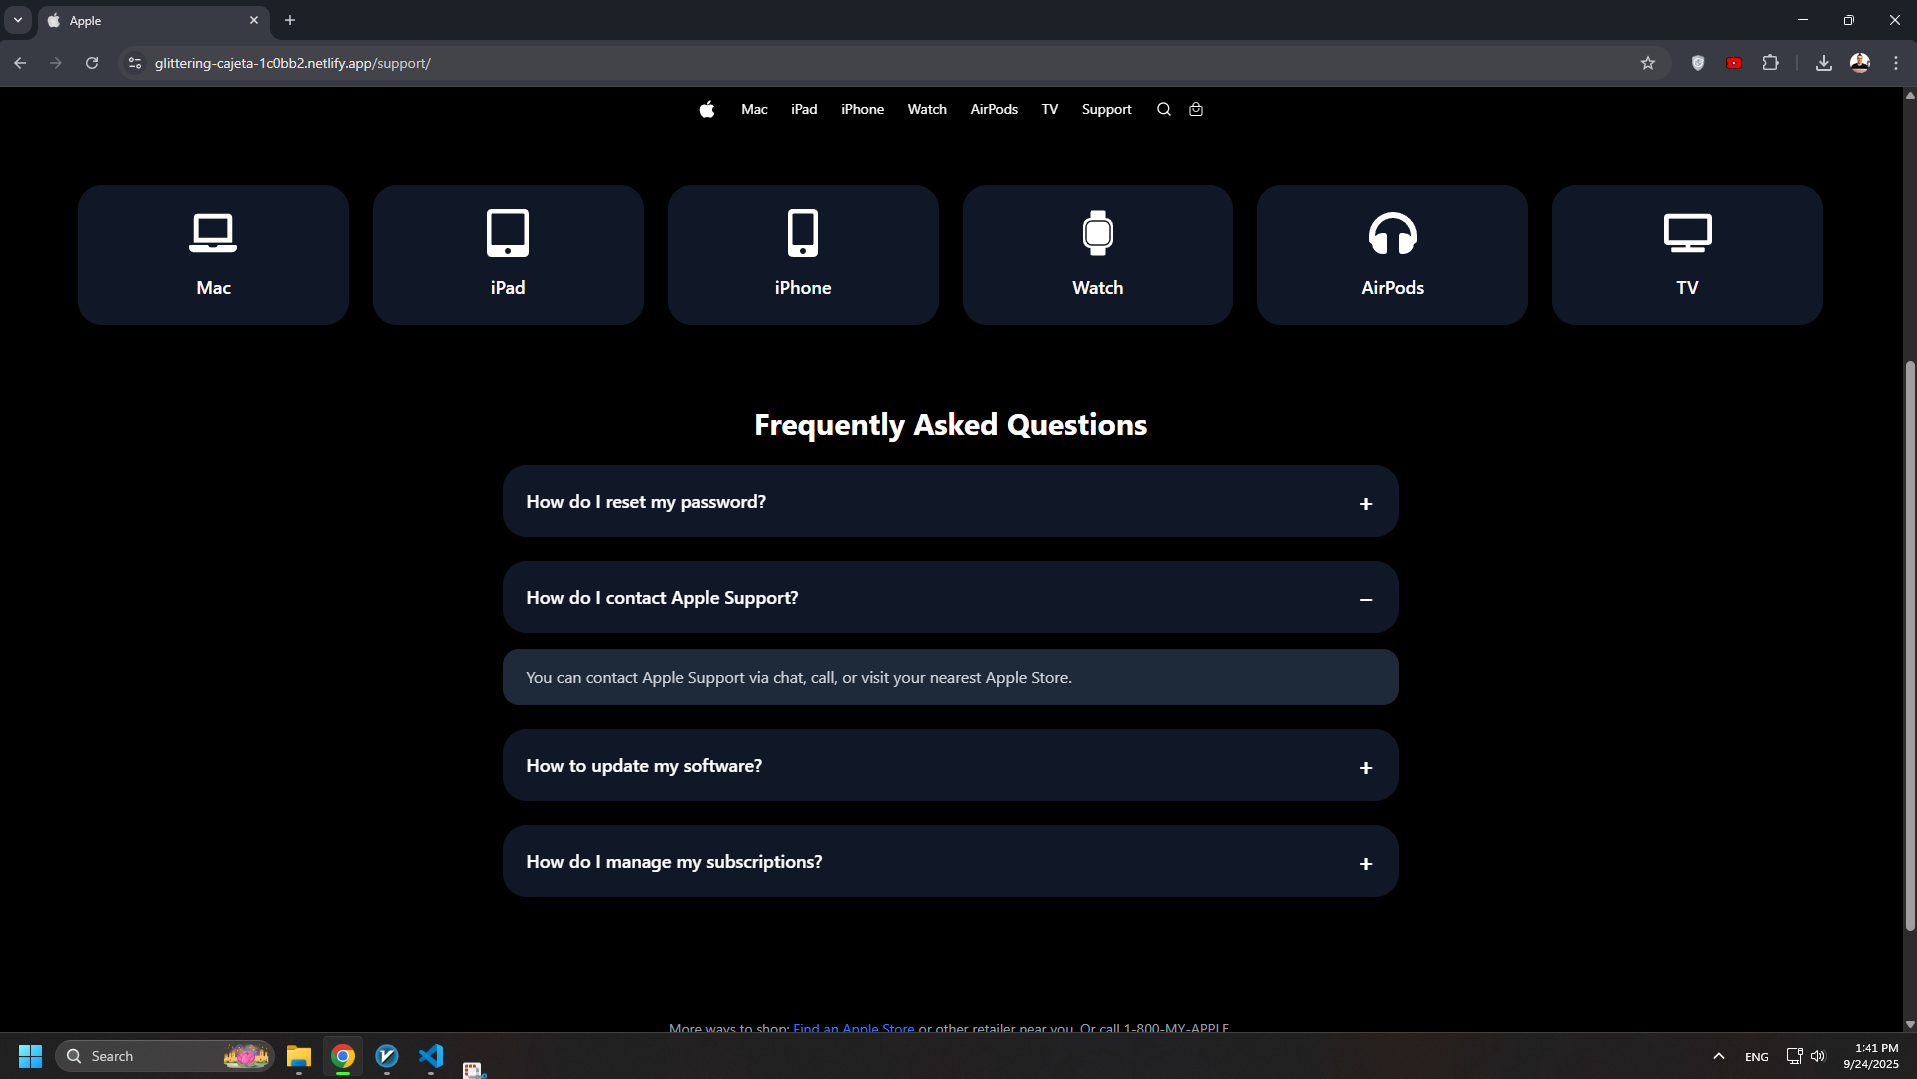 Apple
glittering-cajeta-1c0bb2.netlify.app/support/
Mac iPad iPhone Watch AirPods TV Support
Mac iPad iPhone Watch AirPods TV
Frequently Asked Questions
How do I reset my password? +
How do I contact Apple Support? –
You can contact Apple Support via chat, call, or visit your nearest Apple Store.
How to update my software? +
How do I manage my subscriptions? +
More ways to shop: Find an Apple Store or other retailer near you. Or call 1-800-MY-APPLE
Search ENG 1:41 PM
9/24/2025